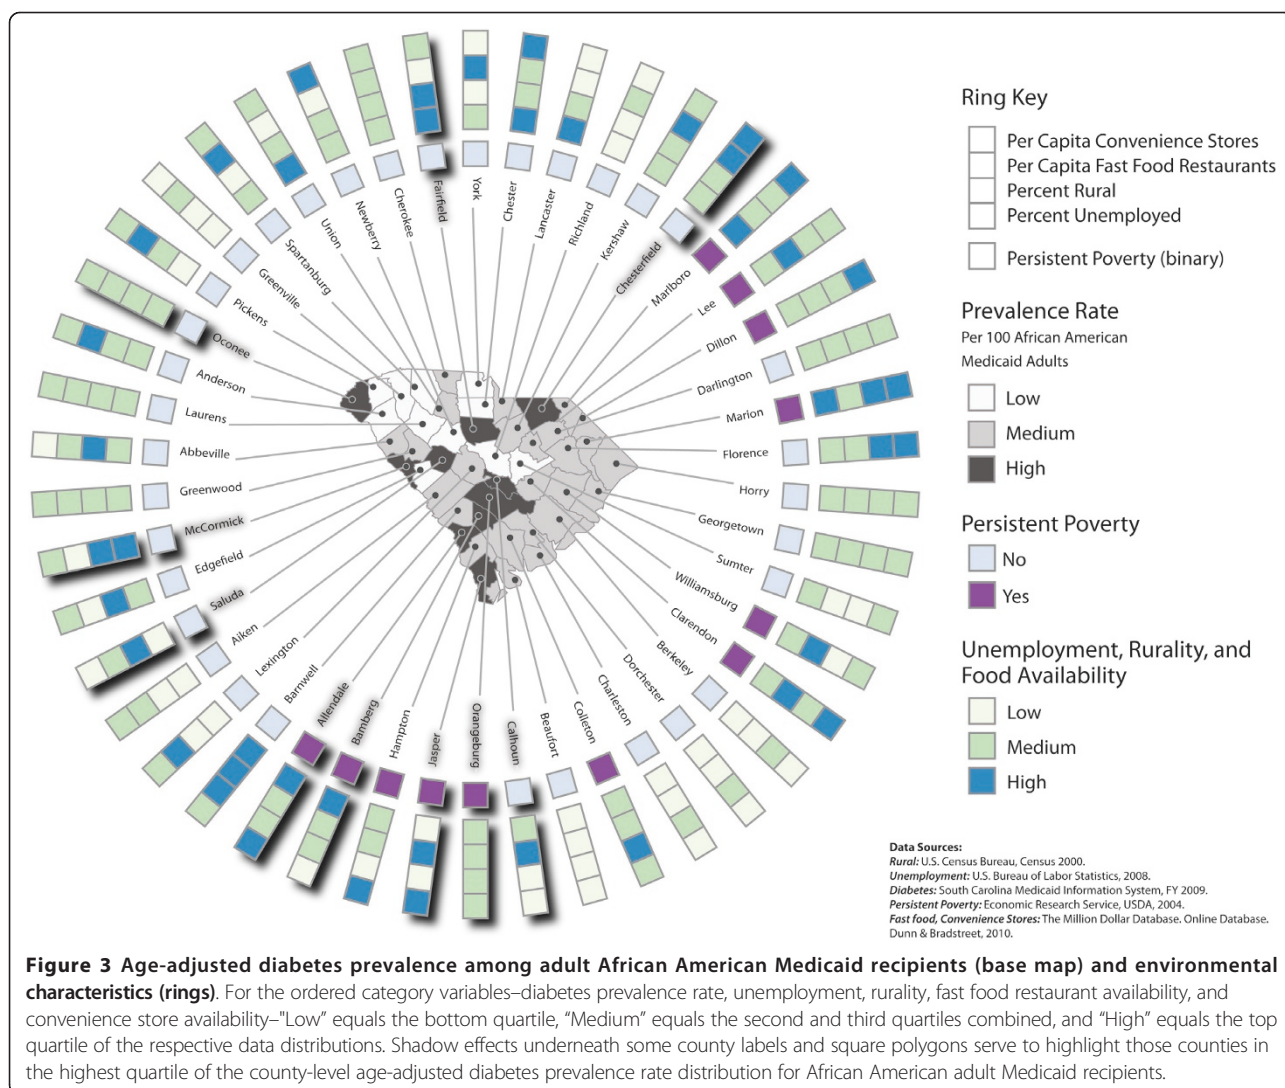 Fairfield
York
Chester
Lancaster
Richland
Kershaw
Chesterfield
Marlboro
Lee
Dillon
Darlington
Marion
Florence
Horry
Georgetown
Sumter
Williamsburg
Clarendon
Berkeley
Dorchester
Charleston
Colleton
Beaufort
Calhoun
Orangeburg
Jasper
Hampton
Bamberg
Allendale
Barnwell
Lexington
Aiken
Saluda
Edgefield
McCormick
Greenwood
Abbeville
Laurens
Anderson
Oconee
Pickens
Greenville
Spartanburg
Union
Newberry
Cherokee
Ring Key
Per Capita Convenience Stores
Per Capita Fast Food Restaurants
Percent Rural
Percent Unemployed
Persistent Poverty (binary)
Prevalence Rate
Per 100 African American
Medicaid Adults
Low
Medium
High
Persistent Poverty
No
Yes
Unemployment, Rurality, and
Food Availability
Low
Medium
High
Data Sources:
Rural: U.S. Census Bureau, Census 2000.
Unemployment: U.S. Bureau of Labor Statistics, 2008.
Diabetes: South Carolina Medicaid Information System, FY 2009.
Persistent Poverty: Economic Research Service, USDA, 2004.
Fast food, Convenience Stores: The Million Dollar Database. Online Database.
Dunn & Bradstreet, 2010.
Figure 3 Age-adjusted diabetes prevalence among adult African American Medicaid recipients (base map) and environmental
characteristics (rings). For the ordered category variables–diabetes prevalence rate, unemployment, rurality, fast food restaurant availability, and
convenience store availability–"Low" equals the bottom quartile, "Medium" equals the second and third quartiles combined, and "High" equals the top
quartile of the respective data distributions. Shadow effects underneath some county labels and square polygons serve to highlight those counties in
the highest quartile of the county-level age-adjusted diabetes prevalence rate distribution for African American adult Medicaid recipients.